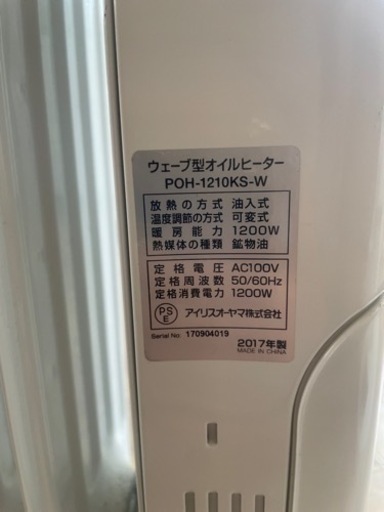 ウェーブ型オイルヒーター
POH-1210KS-W
放熱の方式 油入式
温度調節の方式 可変式
暖房能力 1200W
熱媒体の種類 鉱物油
定格電圧 AC100V
定格周波数 50/60Hz
定格消費電力 1200W
PS
E
アイリスオーヤマ株式会社
Serial No: 170904019
2017年製
MADE IN CHINA